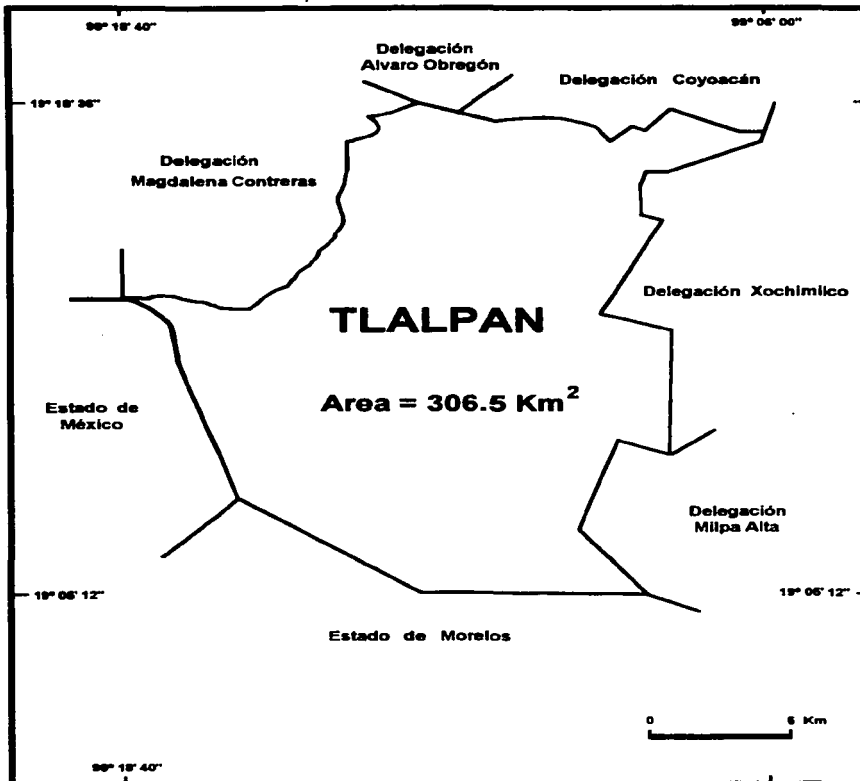 99° 18' 40"
99° 06' 00"
Delegación
Alvaro Obregón
Delegación Coyoacán
19° 18' 36"
Delegación
Magdalena Contreras
Delegación Xochimilco
TLALPAN
Area = 306.5 Km²
Estado de
México
Delegación
Milpa Alta
19° 05' 12"
19° 05' 12"
Estado de Morelos
0 6 Km
99° 18' 40"